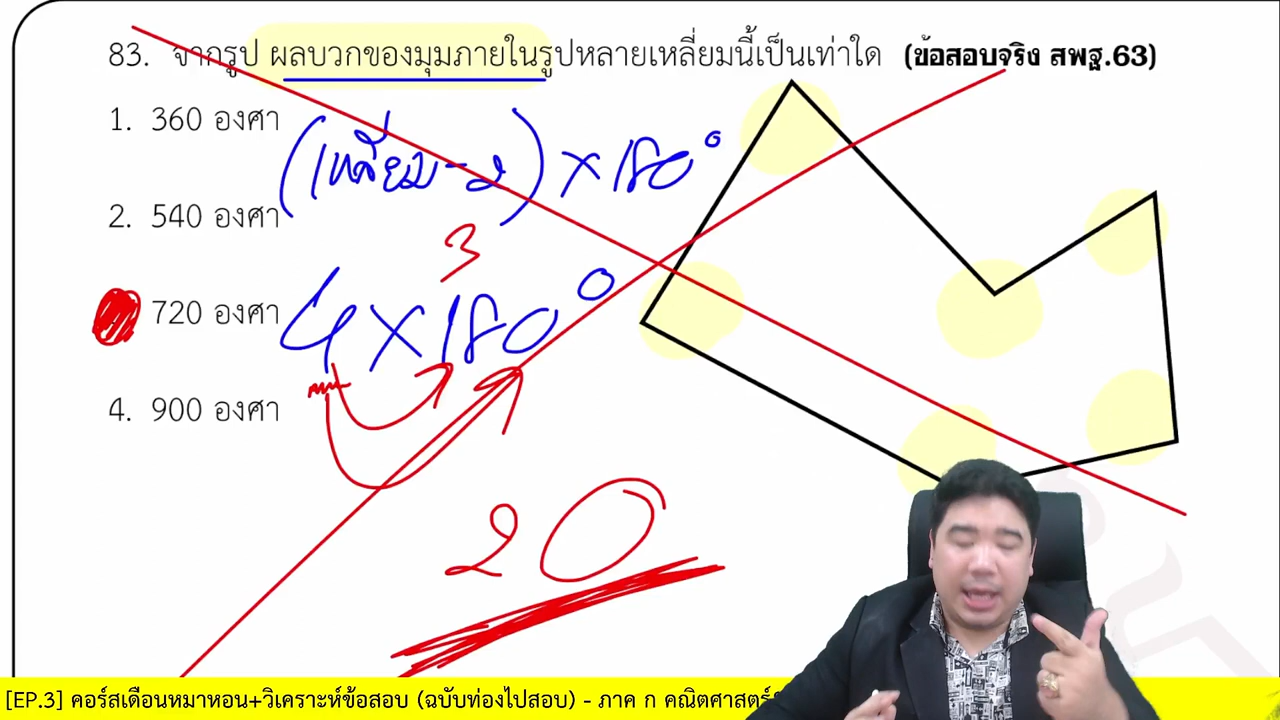 83. จากรูป ผลบวกของมุมภายในรูปหลายเหลี่ยมนี้เป็นเท่าใด (ข้อสอบจริง สพฐ.63)
1. 360 องศา
(เหลี่ยม - 2) × 180°
2. 540 องศา
3
720 องศา
4 × 180°
4. 900 องศา
20
[EP.3] คอร์สเดือนหมาหอน+วิเคราะห์ข้อสอบ (ฉบับท่องไปสอบ) - ภาค ก คณิตศาสตร์